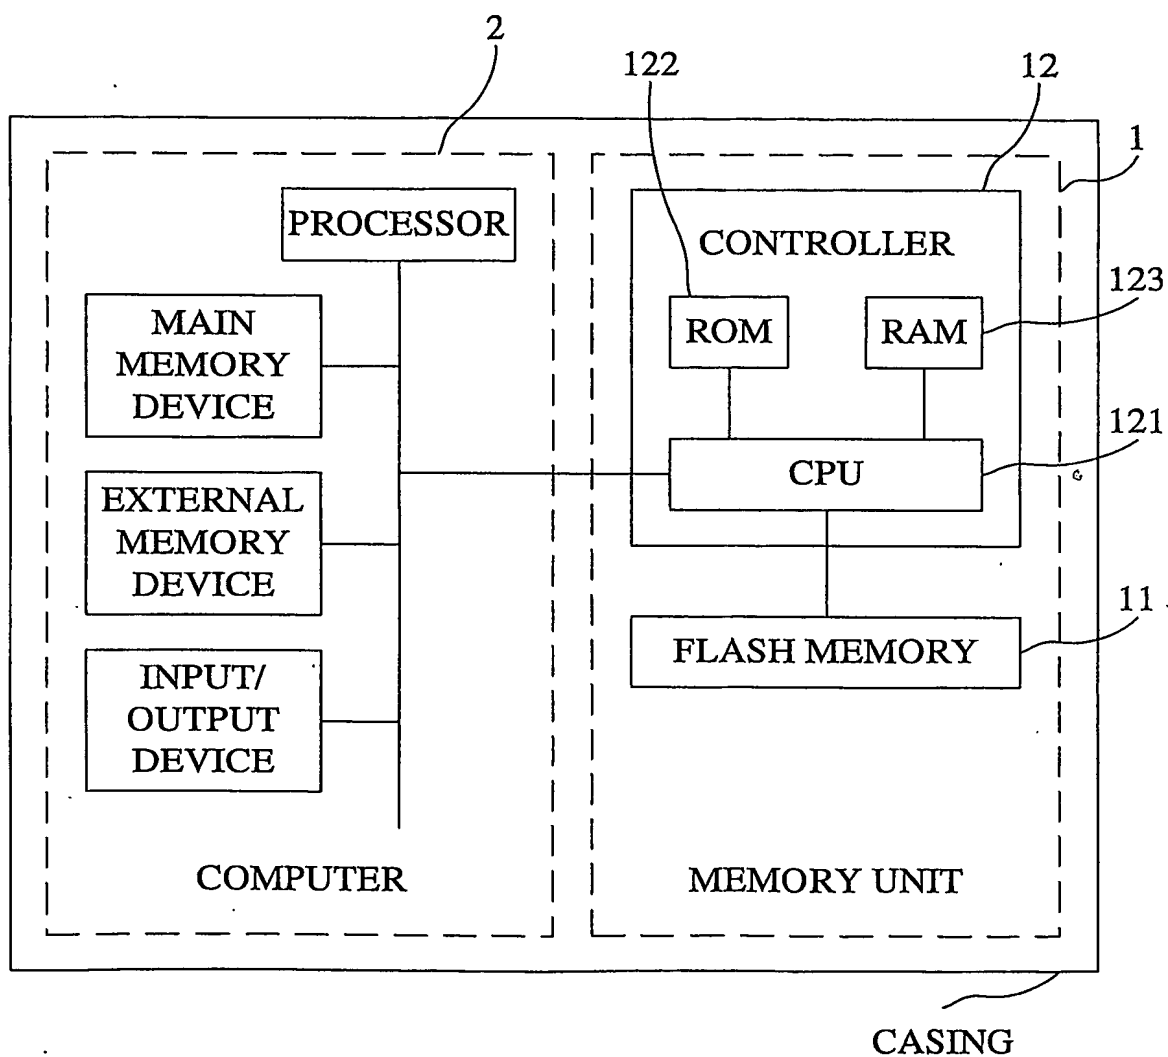 2
122
12
1
PROCESSOR
CONTROLLER
MAIN
MEMORY
DEVICE
ROM
RAM
123
CPU
121
EXTERNAL
MEMORY
DEVICE
FLASH MEMORY
11
INPUT/
OUTPUT
DEVICE
COMPUTER
MEMORY UNIT
CASING